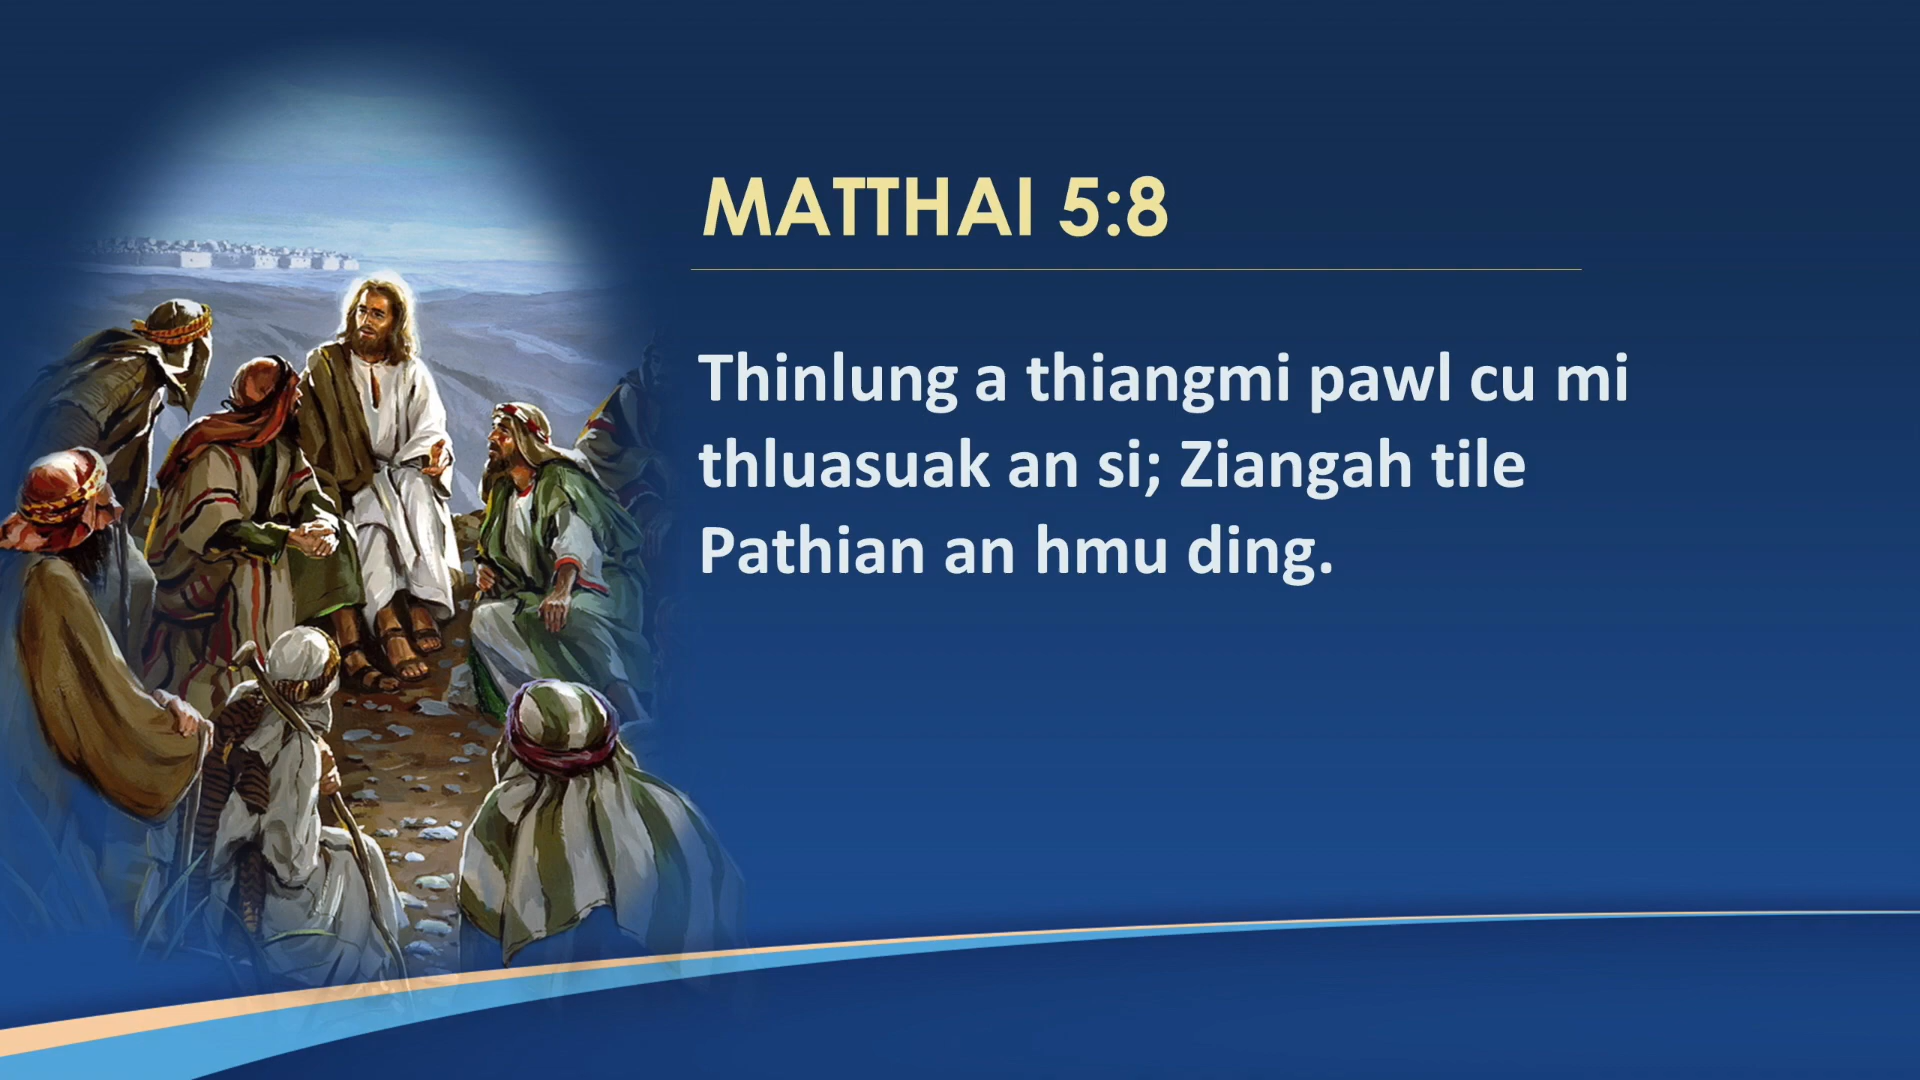 MATTHAI 5:8
Thinlung a thiangmi pawl cu mi
thluasuak an si; Ziangah tile
Pathian an hmu ding.